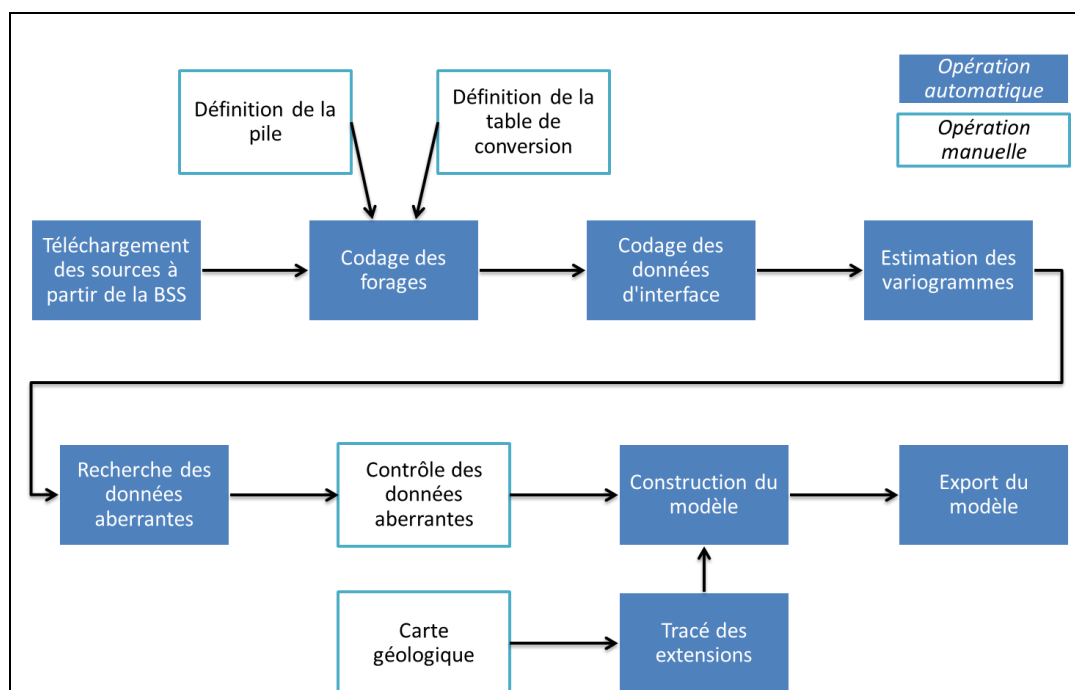 Définition de la
pile
Définition de la
table de
conversion
Opération
automatique
Opération
manuelle
Téléchargement
des sources à
partir de la BSS
Codage des
forages
Codage des
données
d'interface
Estimation des
variogrammes
Recherche des
données
aberrantes
Contrôle des
données
aberrantes
Construction du
modèle
Export du
modèle
Carte
géologique
Tracé des
extensions